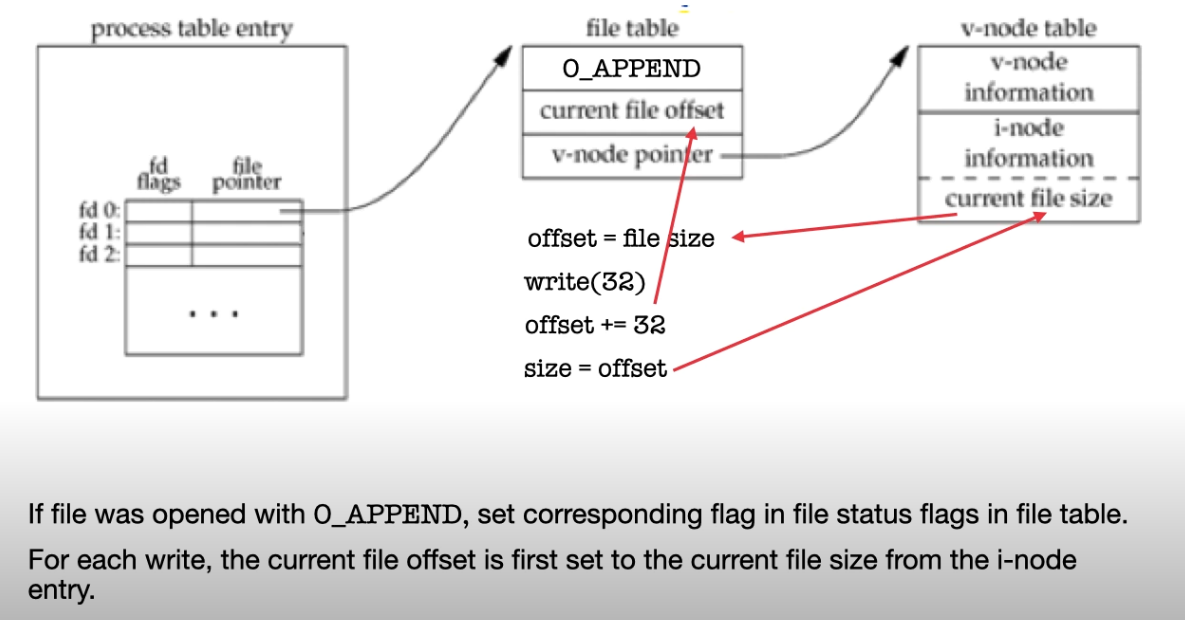 process table entry
file table
v-node table
O_APPEND
current file offset
v-node pointer
v-node
information
i-node
information
current file size
fd
flags
file
pointer
fd 0:
fd 1:
fd 2:
. . .
offset = file size
write(32)
offset += 32
size = offset
If file was opened with O_APPEND, set corresponding flag in file status flags in file table.
For each write, the current file offset is first set to the current file size from the i-node
entry.